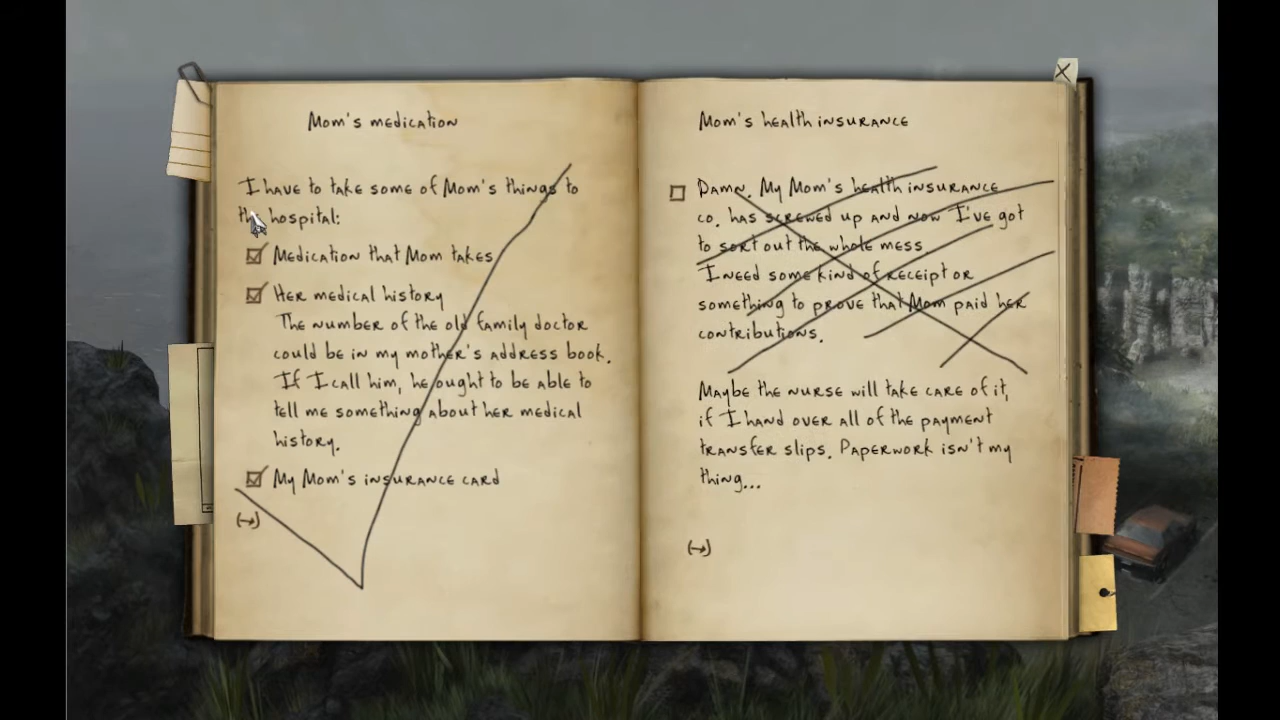 Mom's medication
I have to take some of Mom's things to
the hospital:
Medication that Mom takes
Her medical history
The number of the old family doctor
could be in my mother's address book.
If I call him, he ought to be able to
tell me something about her medical
history.
My Mom's insurance card
(→)
Mom's health insurance
Damn. My Mom's health insurance
co. has screwed up and now I've got
to sort out the whole mess
I need some kind of receipt or
something to prove that Mom paid her
contributions.
Maybe the nurse will take care of it,
if I hand over all of the payment
transfer slips. Paperwork isn't my
thing...
(→)